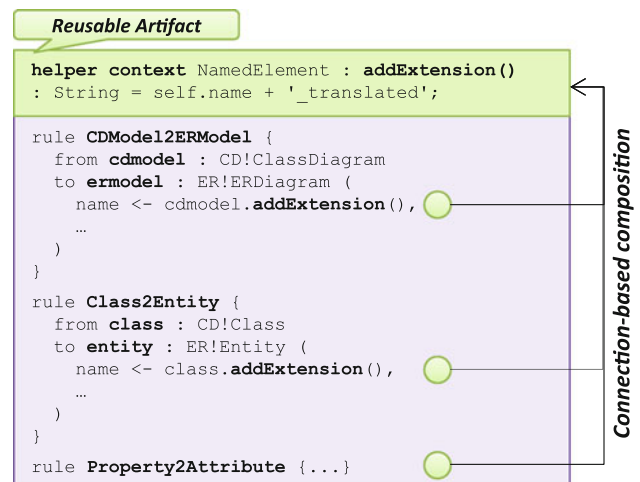 Reusable Artifact
helper context NamedElement : addExtension()
: String = self.name + '_translated';
rule CDModel2ERModel {
from cdmodel : CD!ClassDiagram
to ermodel : ER!ERDiagram (
name <- cdmodel.addExtension(),
…
)
}
rule Class2Entity {
from class : CD!Class
to entity : ER!Entity (
name <- class.addExtension(),
…
)
}
rule Property2Attribute {...}
Connection-based composition